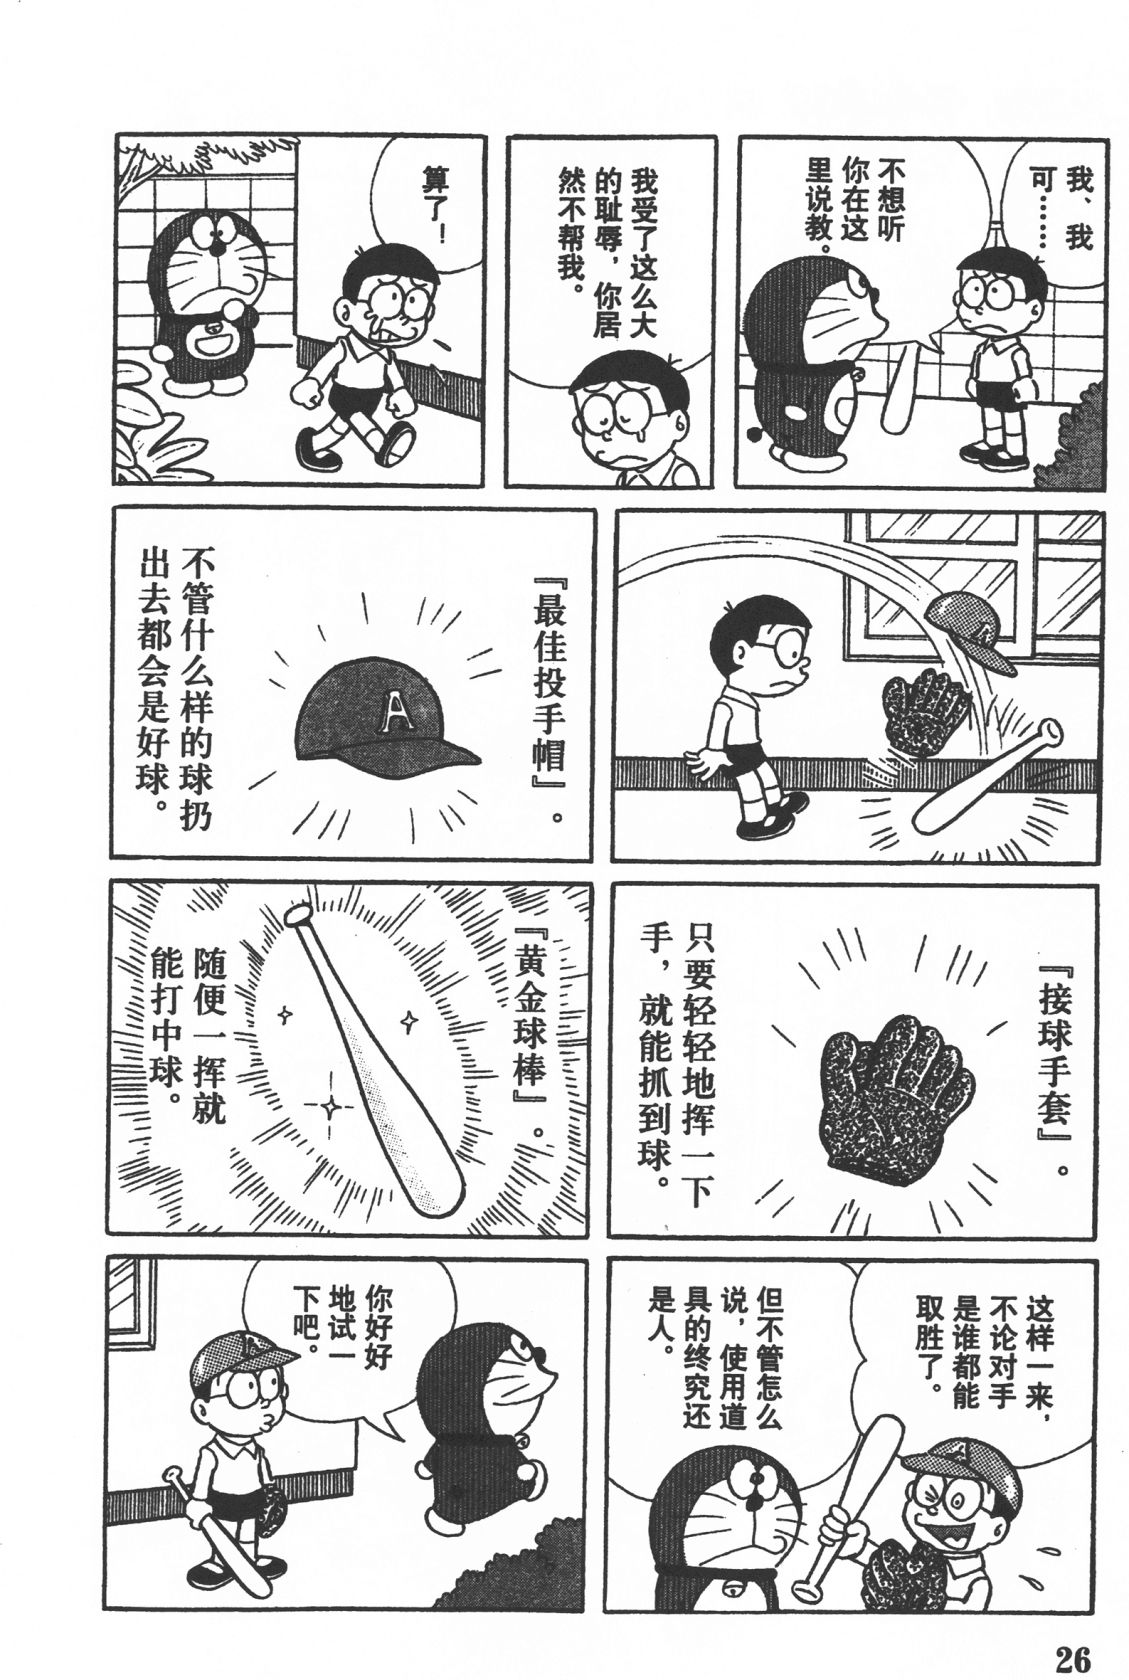 我、我
可……
不想听
你在这
里说教。
我受了这么大
的耻辱，你居
然不帮我。
算了！
A
『最佳投手帽』。
不管什么样的球扔
出去都会是好球。
A
『接球手套』。
只要轻轻地挥一下
手，就能抓到球。
『黄金球棒』。
随便一挥就
能打中球。
这样一来，
不论对手
是谁都能
取胜了。
但不管怎么
说，使用道
具的终究还
是人。
A
你好好
地试一
下吧。
A
26